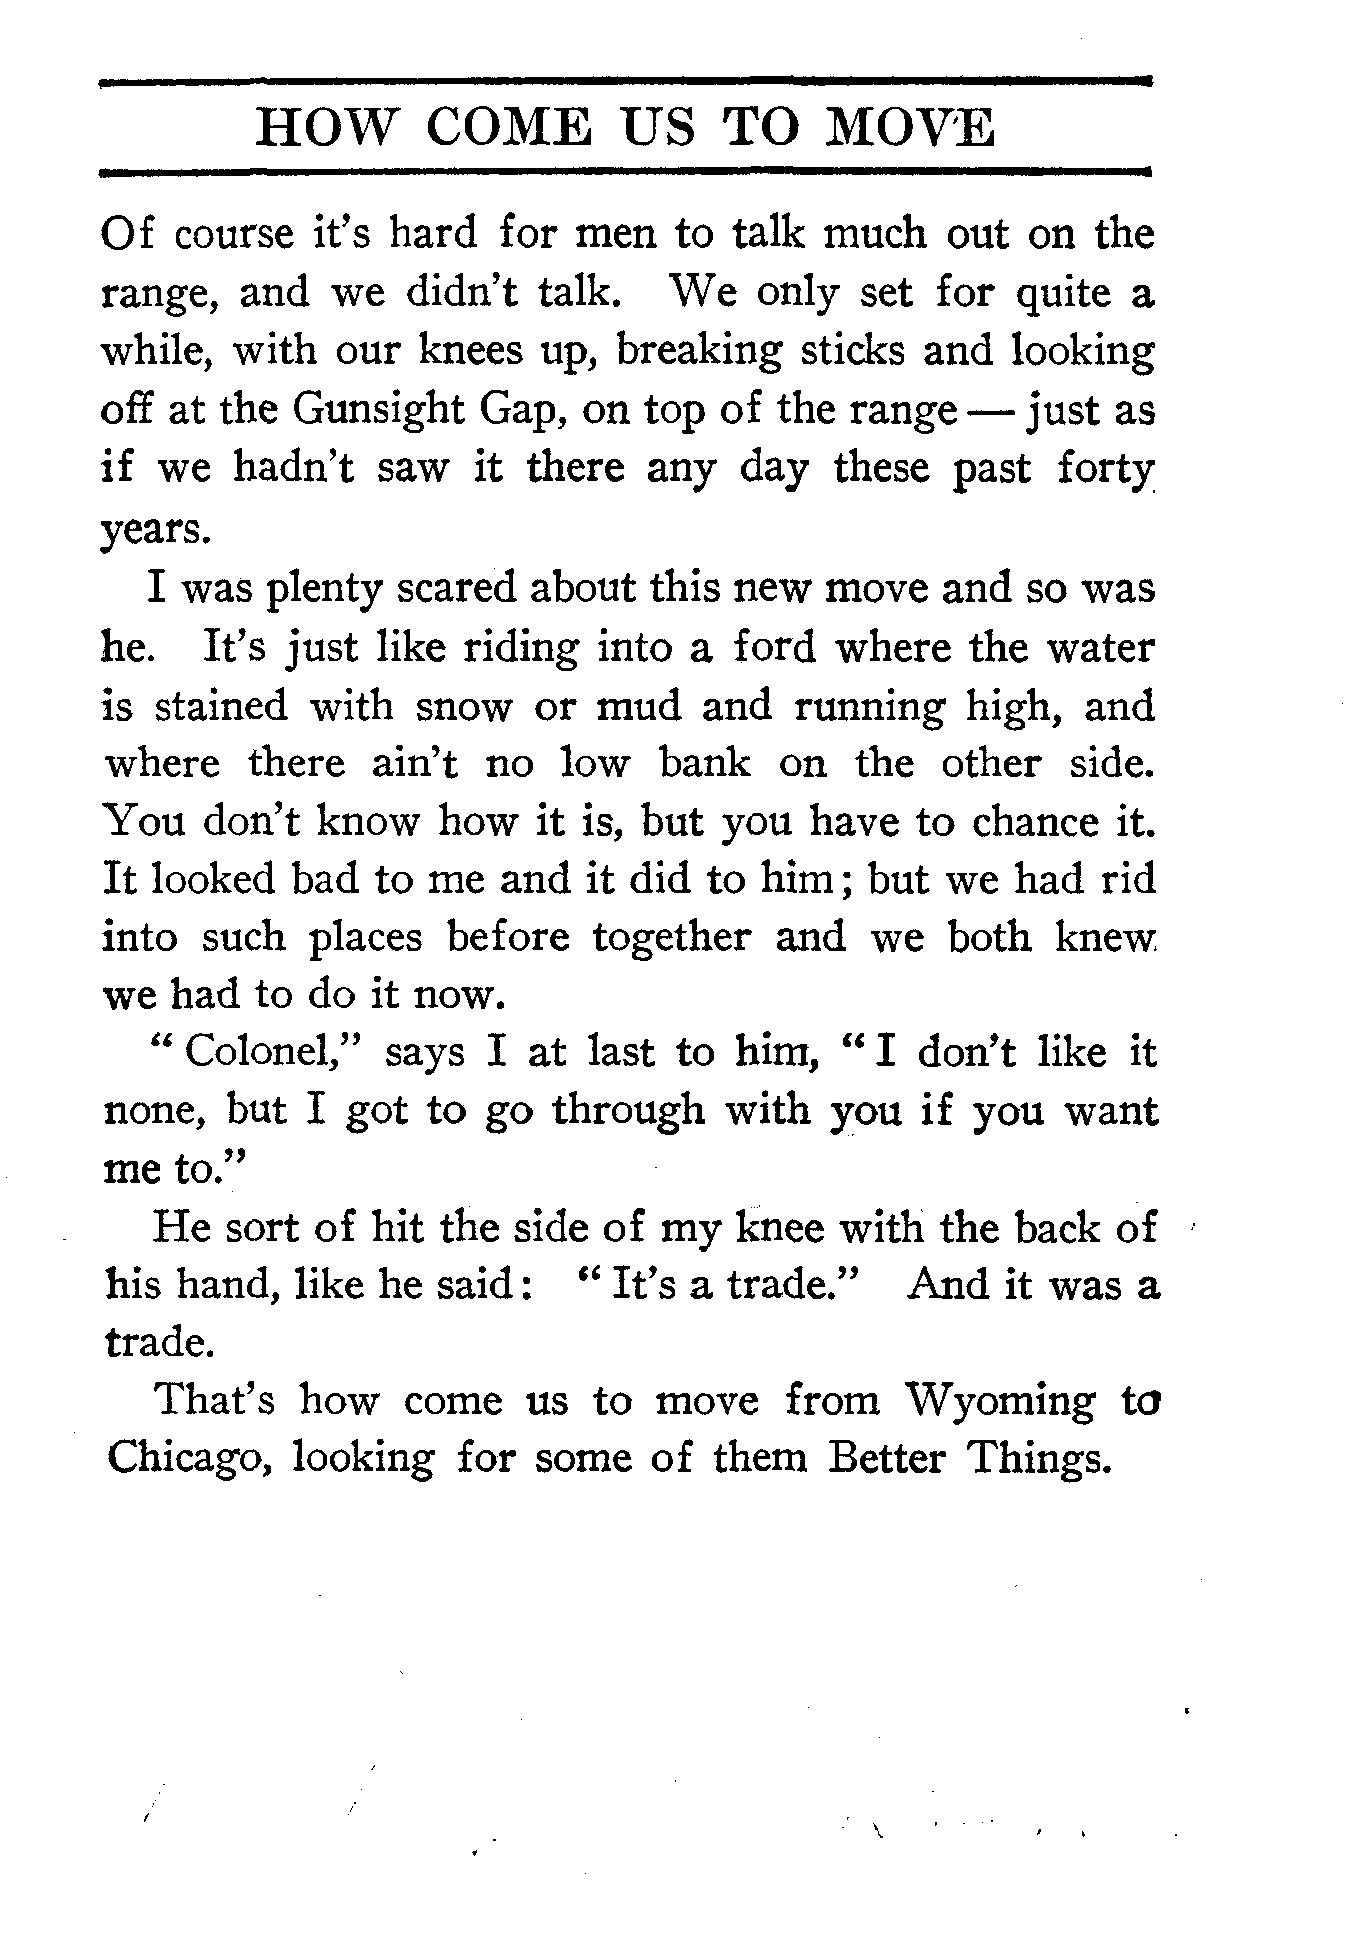 HOW COME US TO MOVE
Of course it's hard for men to talk much out on the
range, and we didn't talk. We only set for quite a
while, with our knees up, breaking sticks and looking
off at the Gunsight Gap, on top of the range — just as
if we hadn't saw it there any day these past forty
years.
I was plenty scared about this new move and so was
he. It's just like riding into a ford where the water
is stained with snow or mud and running high, and
where there ain't no low bank on the other side.
You don't know how it is, but you have to chance it.
It looked bad to me and it did to him; but we had rid
into such places before together and we both knew
we had to do it now.
“Colonel,” says I at last to him, “I don't like it
none, but I got to go through with you if you want
me to.”
He sort of hit the side of my knee with the back of
his hand, like he said: “It's a trade.” And it was a
trade.
That's how come us to move from Wyoming to
Chicago, looking for some of them Better Things.